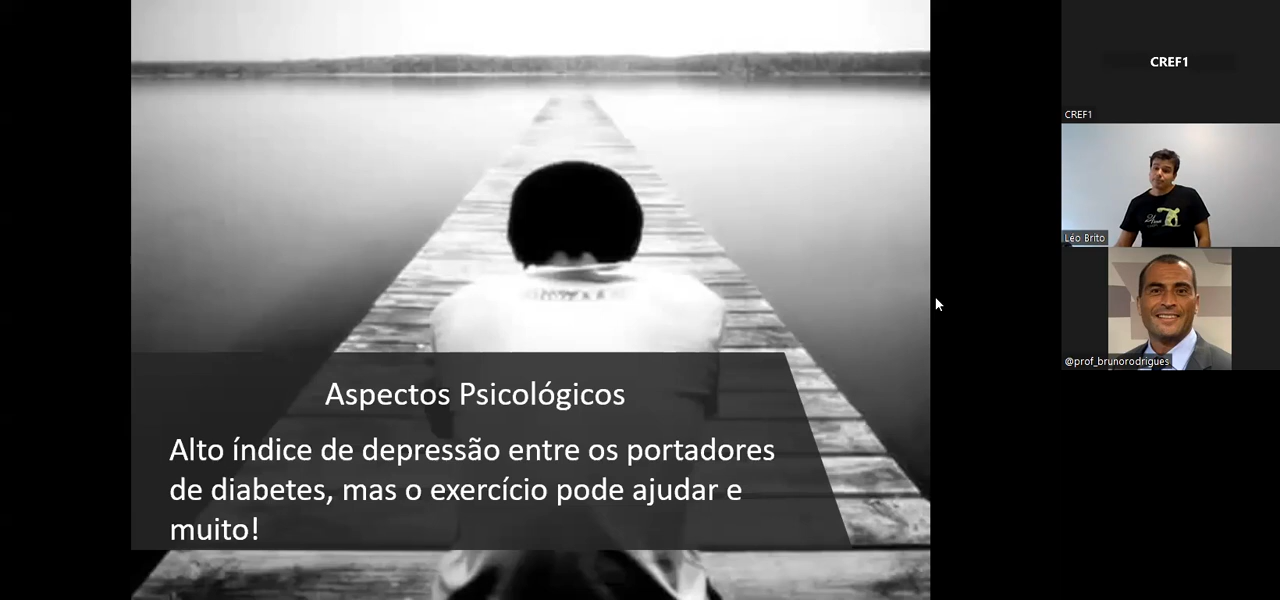 Aspectos Psicológicos
Alto índice de depressão entre os portadores
de diabetes, mas o exercício pode ajudar e
muito!
CREF1
CREF1
Léo Brito
@prof_brunorodrigues